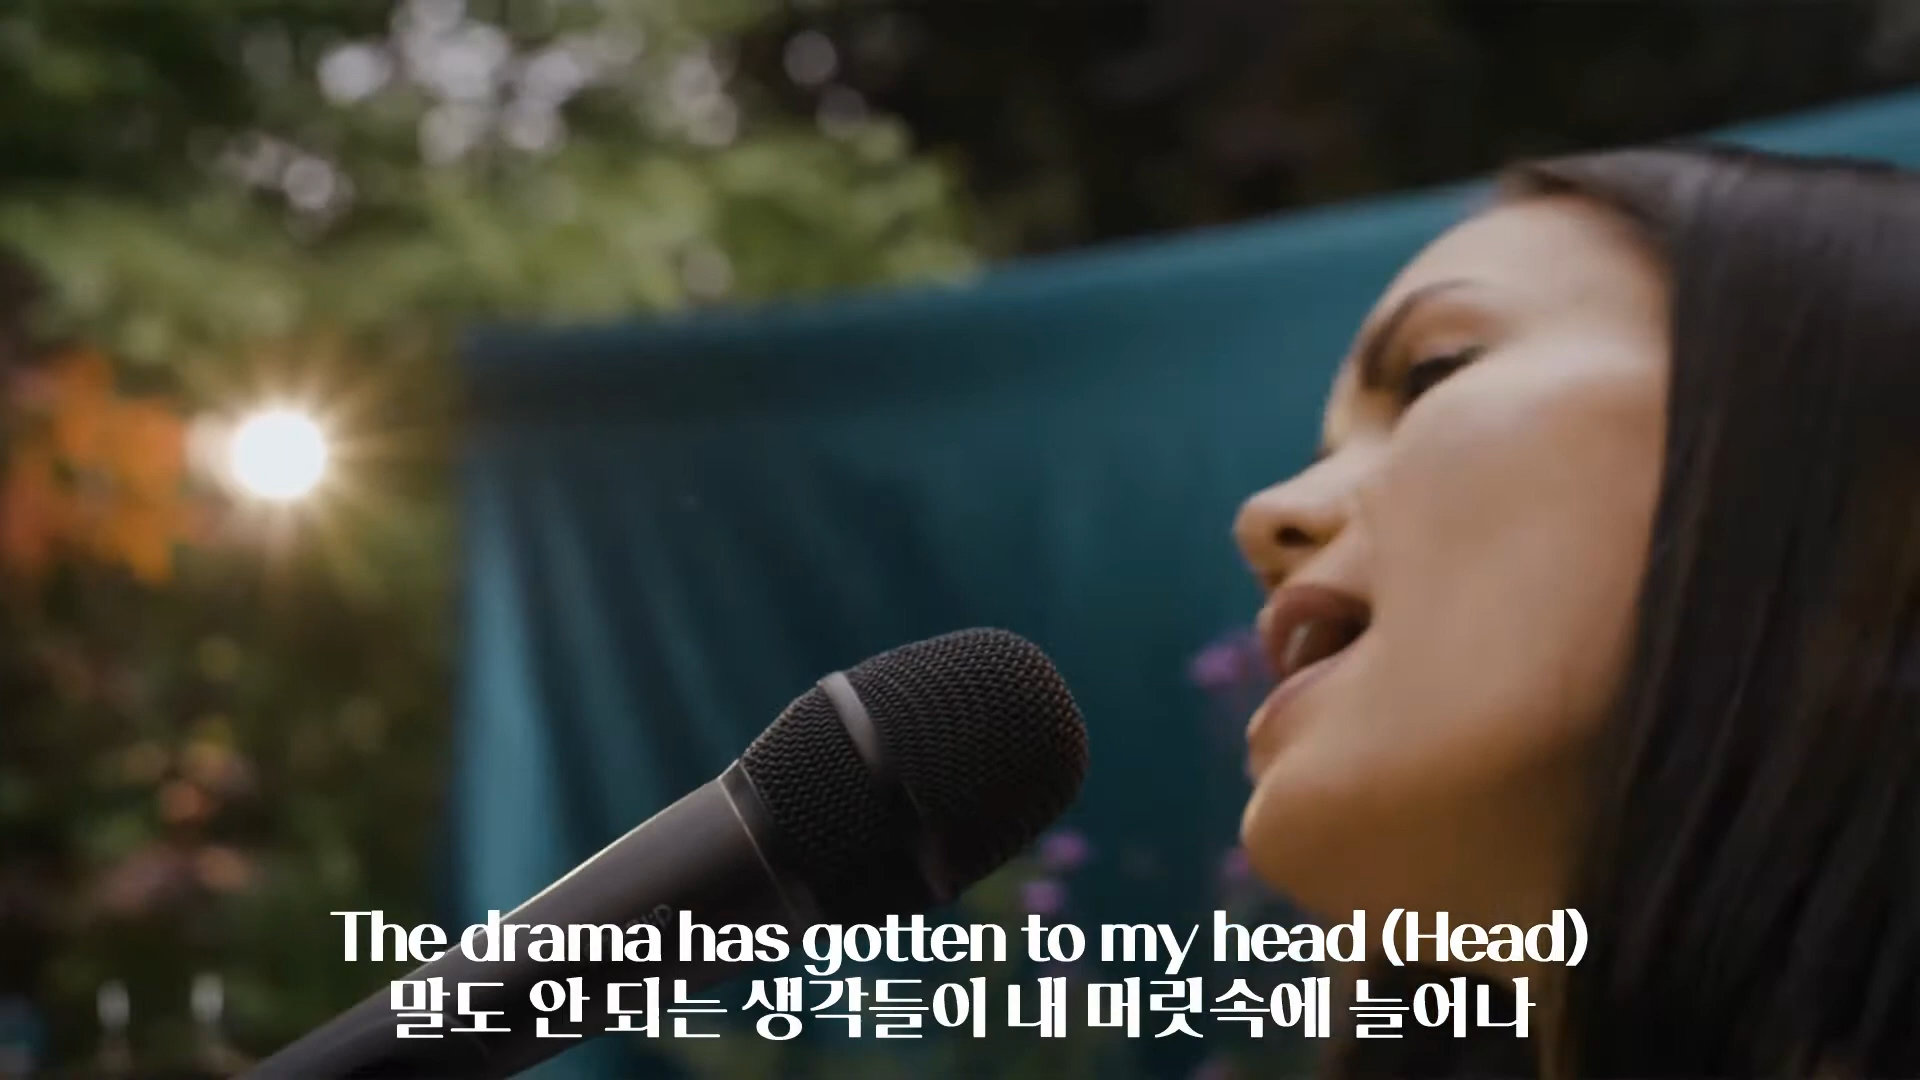 The drama has gotten to my head (Head)
말도 안 되는 생각들이 내 머릿속에 늘어나